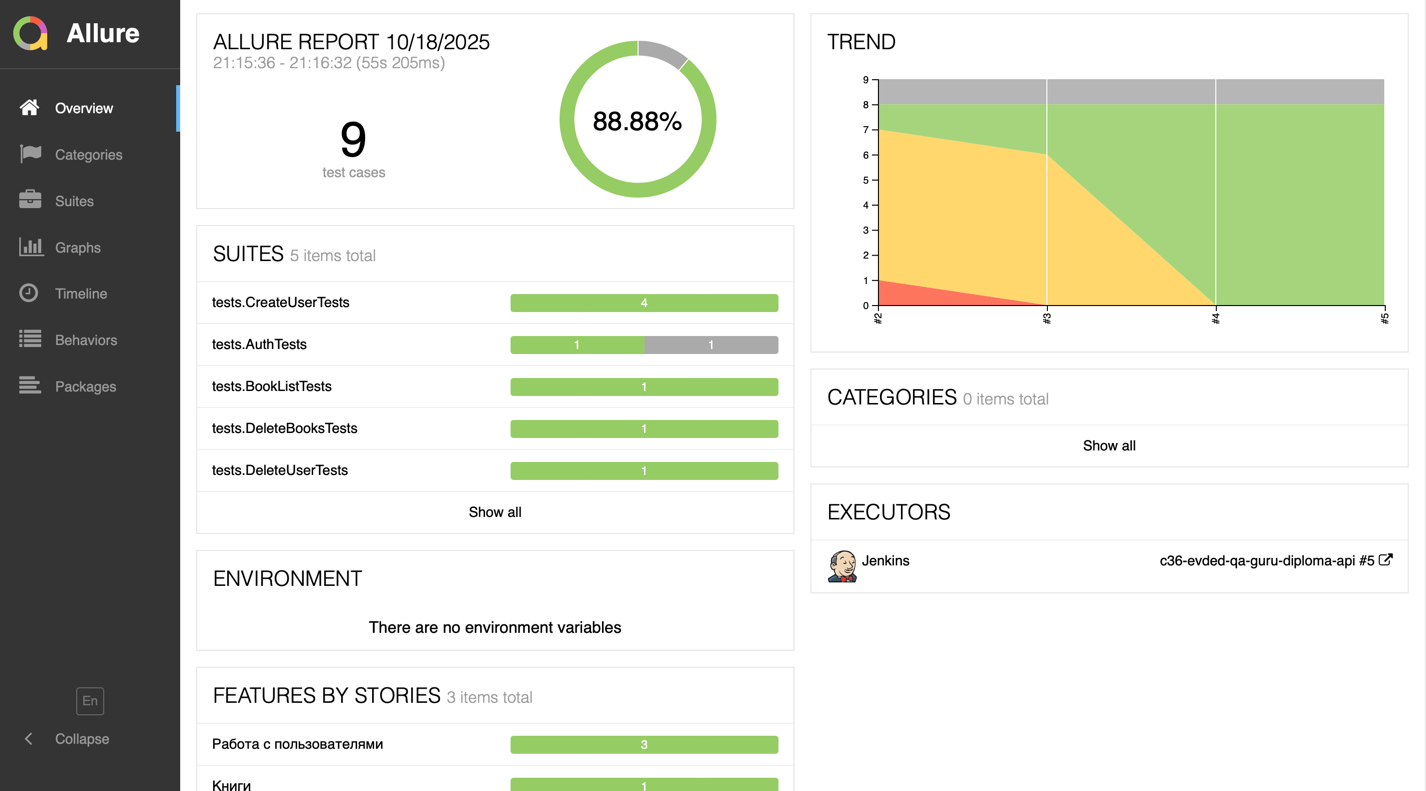 Allure
Overview
Categories
Suites
Graphs
Timeline
Behaviors
Packages
En
Collapse
ALLURE REPORT 10/18/2025
21:15:36 - 21:16:32 (55s 205ms)
9
test cases
88.88%
SUITES 5 items total
tests.CreateUserTests 4
tests.AuthTests 1 1
tests.BookListTests 1
tests.DeleteBooksTests 1
tests.DeleteUserTests 1
Show all
ENVIRONMENT
There are no environment variables
FEATURES BY STORIES 3 items total
Работа с пользователями 3
Книги 1
TREND
9
8
7
6
5
4
3
2
1
0
#2 #3 #4 #5
CATEGORIES 0 items total
Show all
EXECUTORS
Jenkins c36-evded-qa-guru-diploma-api #5